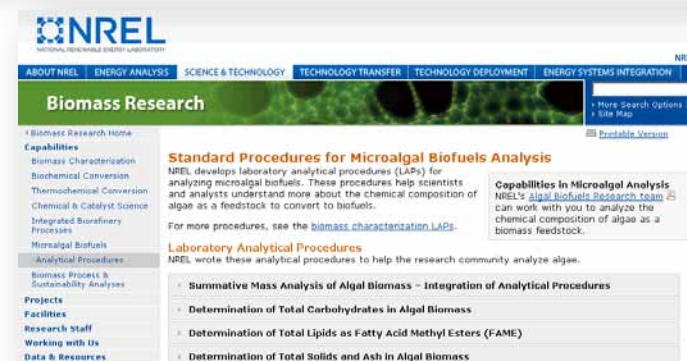 NREL
NATIONAL RENEWABLE ENERGY LABORATORY
NR
ABOUT NREL ENERGY ANALYSIS SCIENCE & TECHNOLOGY TECHNOLOGY TRANSFER TECHNOLOGY DEPLOYMENT ENERGY SYSTEMS INTEGRATION
Biomass Research
More Search Options
Site Map
Printable Version
Biomass Research Home
Capabilities
Biomass Characterization
Biochemical Conversion
Thermochemical Conversion
Chemical & Catalyst Science
Integrated Biorefinery
Processes
Microalgal Biofuels
Analytical Procedures
Biomass Process &
Sustainability Analyses
Projects
Facilities
Research Staff
Working with Us
Data & Resources
Standard Procedures for Microalgal Biofuels Analysis
NREL develops laboratory analytical procedures (LAPs) for
analyzing microalgal biofuels. These procedures help scientists
and analysts understand more about the chemical composition of
algae as a feedstock to convert to biofuels.
For more procedures, see the biomass characterization LAPs.
Capabilities in Microalgal Analysis
NREL's Algal Biofuels Research team
can work with you to analyze the
chemical composition of algae as a
biomass feedstock.
Laboratory Analytical Procedures
NREL wrote these analytical procedures to help the research community analyze algae.
Summative Mass Analysis of Algal Biomass – Integration of Analytical Procedures
Determination of Total Carbohydrates in Algal Biomass
Determination of Total Lipids as Fatty Acid Methyl Esters (FAME)
Determination of Total Solids and Ash in Algal Biomass